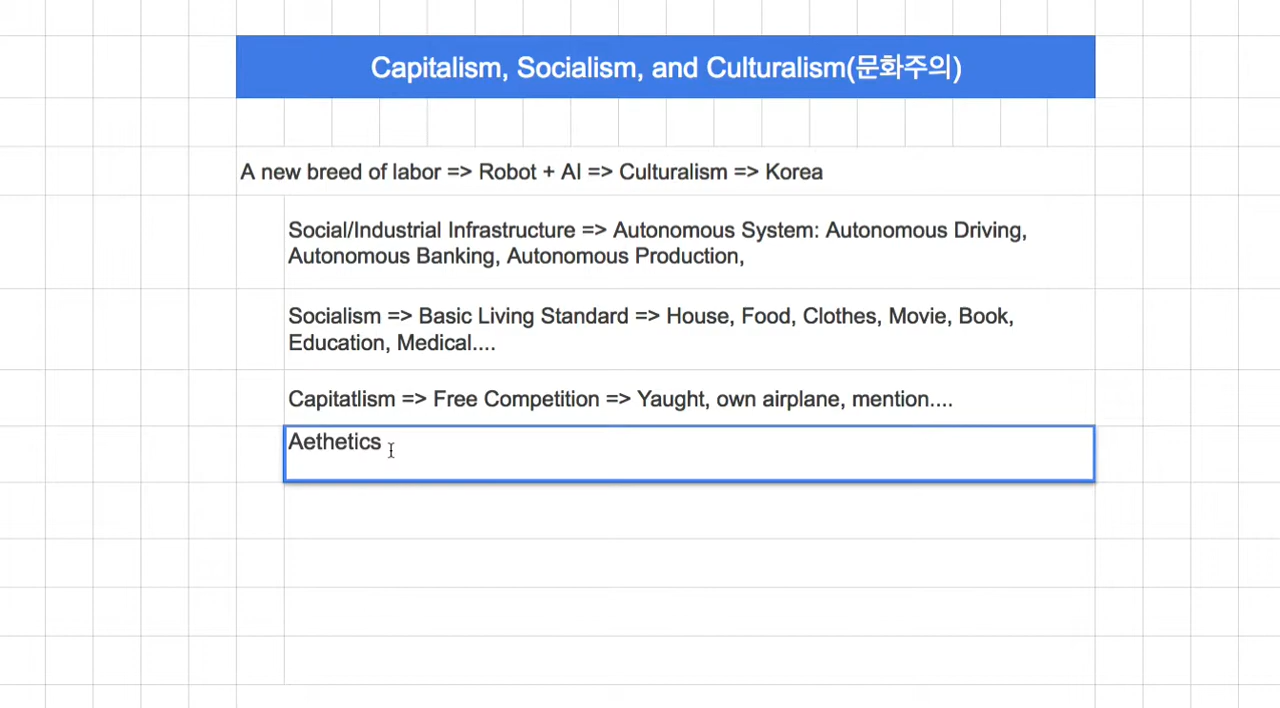 Capitalism, Socialism, and Culturalism(문화주의)
A new breed of labor => Robot + AI => Culturalism => Korea
Social/Industrial Infrastructure => Autonomous System: Autonomous Driving,
Autonomous Banking, Autonomous Production,
Socialism => Basic Living Standard => House, Food, Clothes, Movie, Book,
Education, Medical....
Capitatlism => Free Competition => Yaught, own airplane, mention....
Aethetics